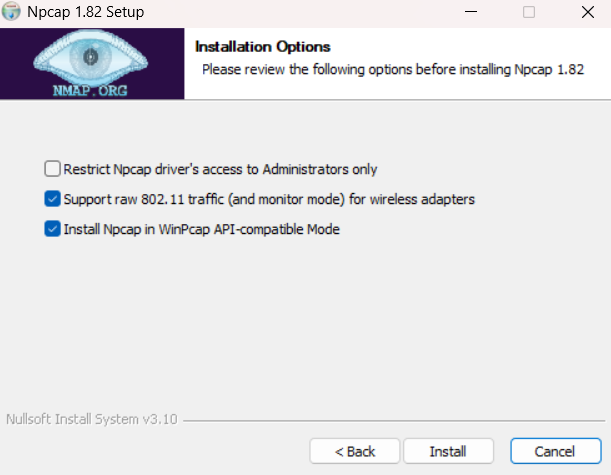 Npcap 1.82 Setup
NMAP.ORG
Installation Options
Please review the following options before installing Npcap 1.82
Restrict Npcap driver's access to Administrators only
Support raw 802.11 traffic (and monitor mode) for wireless adapters
Install Npcap in WinPcap API-compatible Mode
Nullsoft Install System v3.10
< Back
Install
Cancel